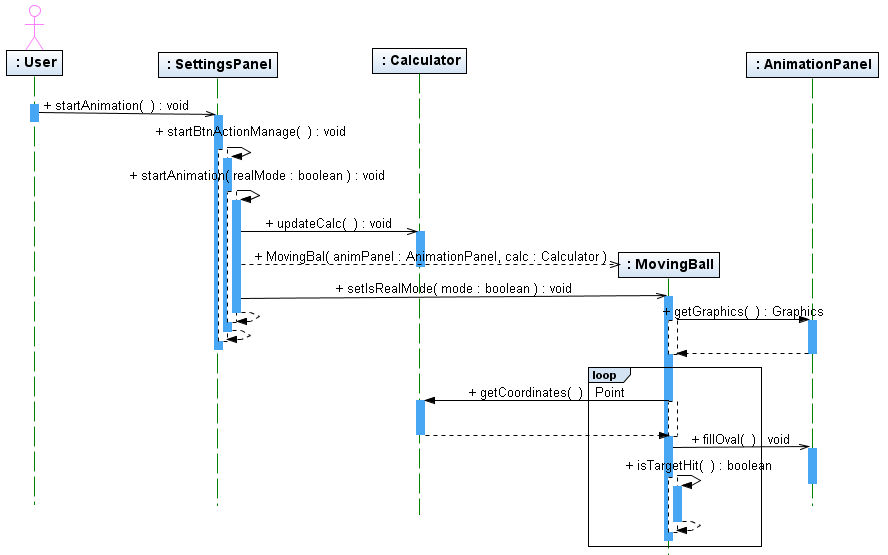 : User
: SettingsPanel
: Calculator
: AnimationPanel
+ startAnimation( ) : void
+ startBtnActionManage( ) : void
+ startAnimation( realMode : boolean ) : void
+ updateCalc( ) : void
+ MovingBal( animPanel : AnimationPanel, calc : Calculator )
: MovingBall
+ setIsRealMode( mode : boolean ) : void
+ getGraphics( ) : Graphics
loop
+ getCoordinates( ) : Point
+ fillOval( ) : void
+ isTargetHit( ) : boolean